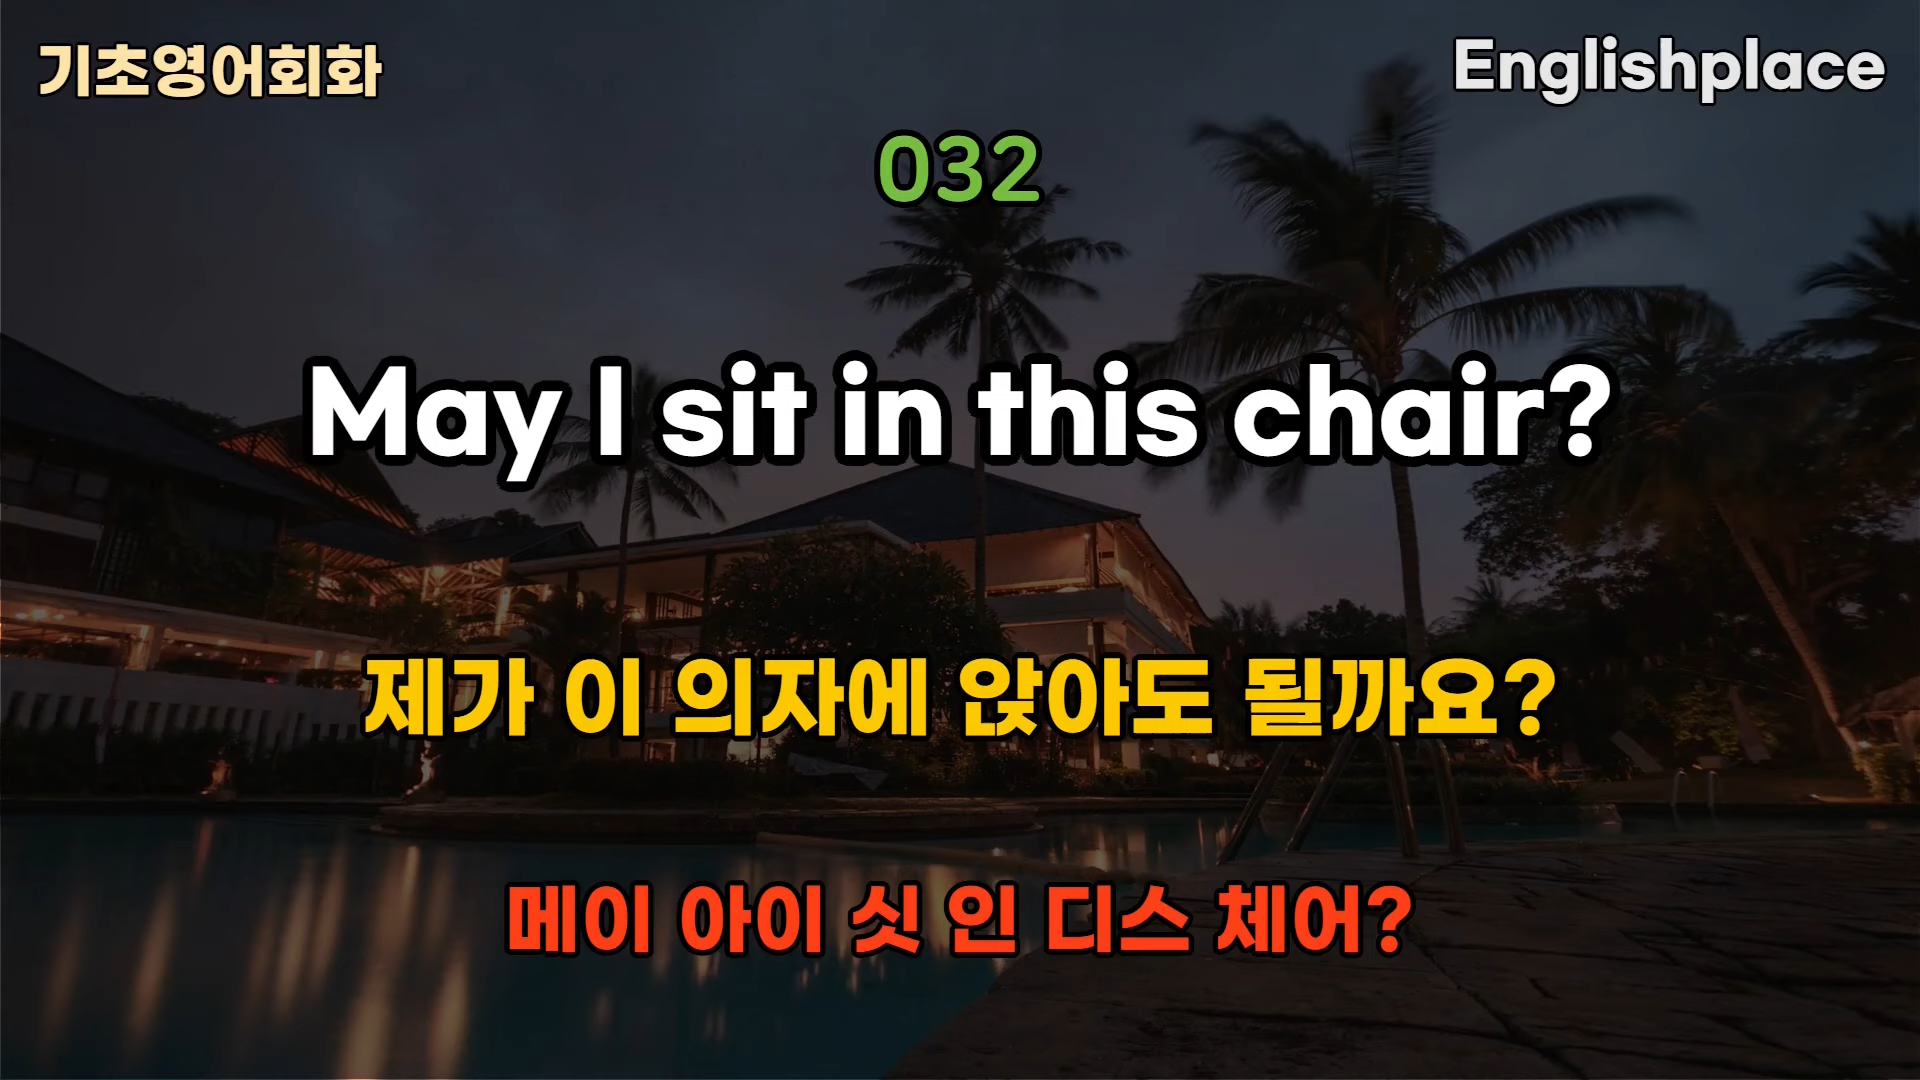 기초영어회화
Englishplace
032
May I sit in this chair?
제가 이 의자에 앉아도 될까요?
메이 아이 싯 인 디스 체어?